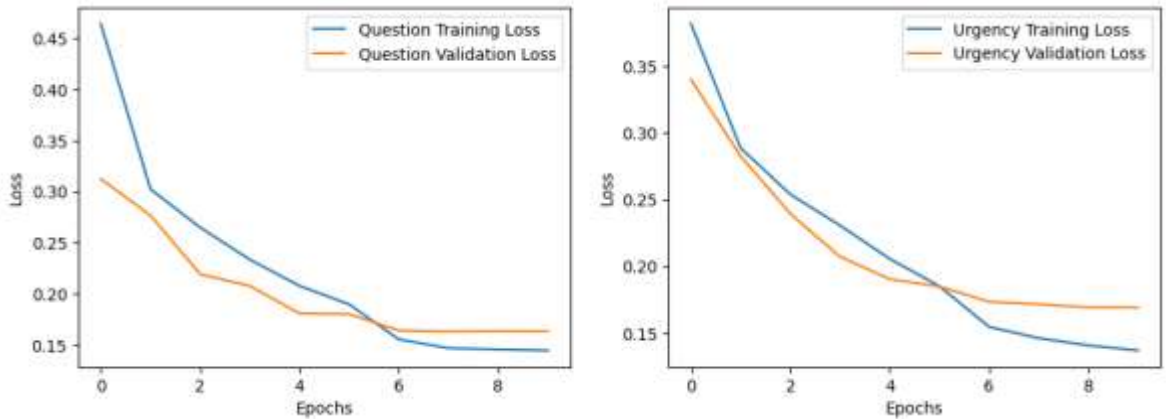 Question Training Loss
Question Validation Loss
0.45
0.40
0.35
0.30
0.25
0.20
0.15
Loss
0
2
4
6
8
Epochs
Urgency Training Loss
Urgency Validation Loss
0.35
0.30
0.25
0.20
0.15
Loss
0
2
4
6
8
Epochs